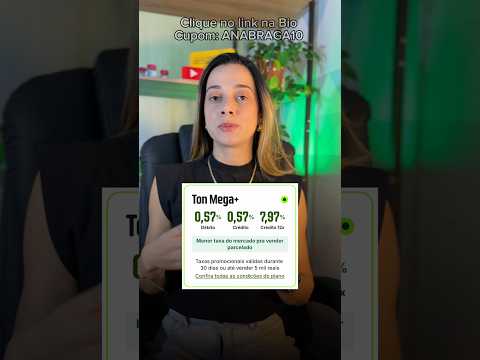 Clique no link na Bio
Cupom: ANABRAGA10
Ton Mega+
0,57% 0,57% 7,97%
Débito Crédito Crédito 12x
Menor taxa do mercado pra vender
parcelado
Taxas promocionais válidas durante
30 dias ou até vender 5 mil reais
Confira todas as condições do plano